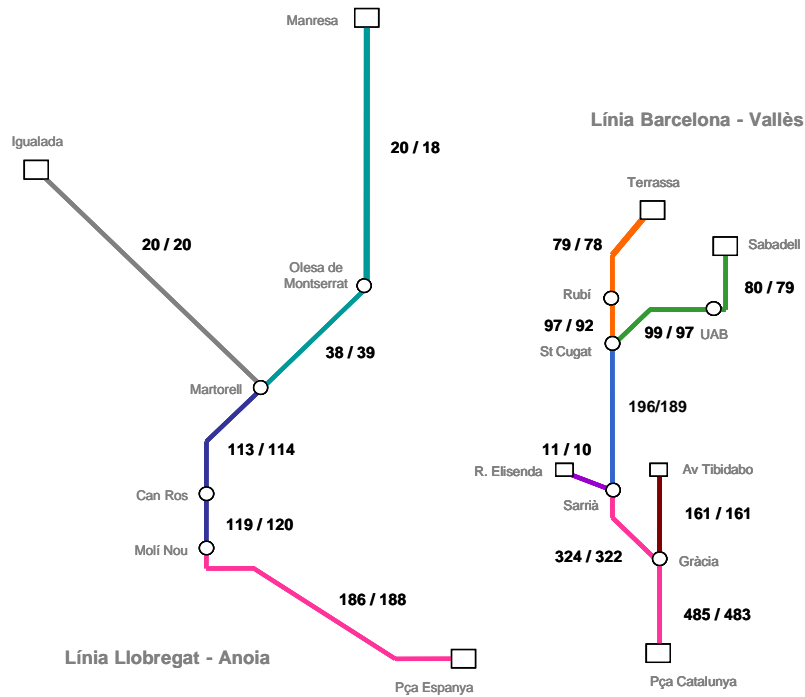 Manresa
Línia Barcelona - Vallès
Igualada
20 / 18
Terrassa
20 / 20
79 / 78
Sabadell
Olesa de
Montserrat
Rubí
80 / 79
97 / 92
99 / 97
UAB
38 / 39
St Cugat
Martorell
196/189
113 / 114
11 / 10
R. Elisenda
Av Tibidabo
Can Ros
Sarrià
161 / 161
119 / 120
Molí Nou
324 / 322
Gràcia
186 / 188
485 / 483
Línia Llobregat - Anoia
Pça Espanya
Pça Catalunya